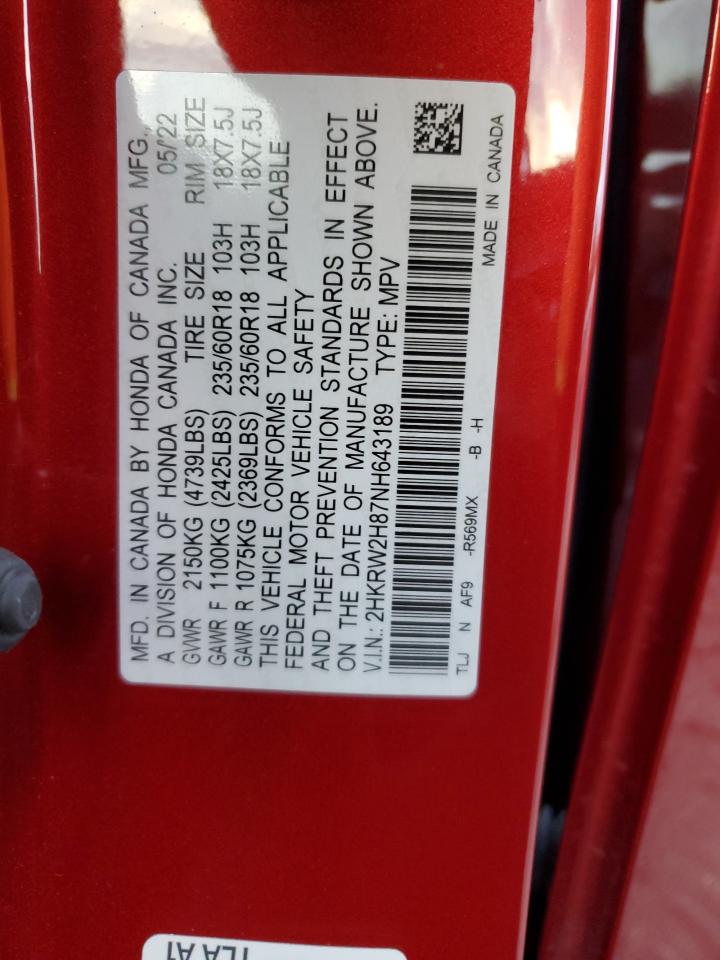 MFD. IN CANADA BY HONDA OF CANADA MFG.,
A DIVISION OF HONDA CANADA INC. 05/'22
GVWR 2150KG (4739LBS) TIRE SIZE RIM SIZE
GAWR F 1100KG (2425LBS) 235/60R18 103H 18X7.5J
GAWR R 1075KG (2369LBS) 235/60R18 103H 18X7.5J
THIS VEHICLE CONFORMS TO ALL APPLICABLE
FEDERAL MOTOR VEHICLE SAFETY
AND THEFT PREVENTION STANDARDS IN EFFECT
ON THE DATE OF MANUFACTURE SHOWN ABOVE.
V.I.N.: 2HKRW2H87NH643189 TYPE: MPV
TLJ N AF9 -R569MX -B -H MADE IN CANADA
TLA A1